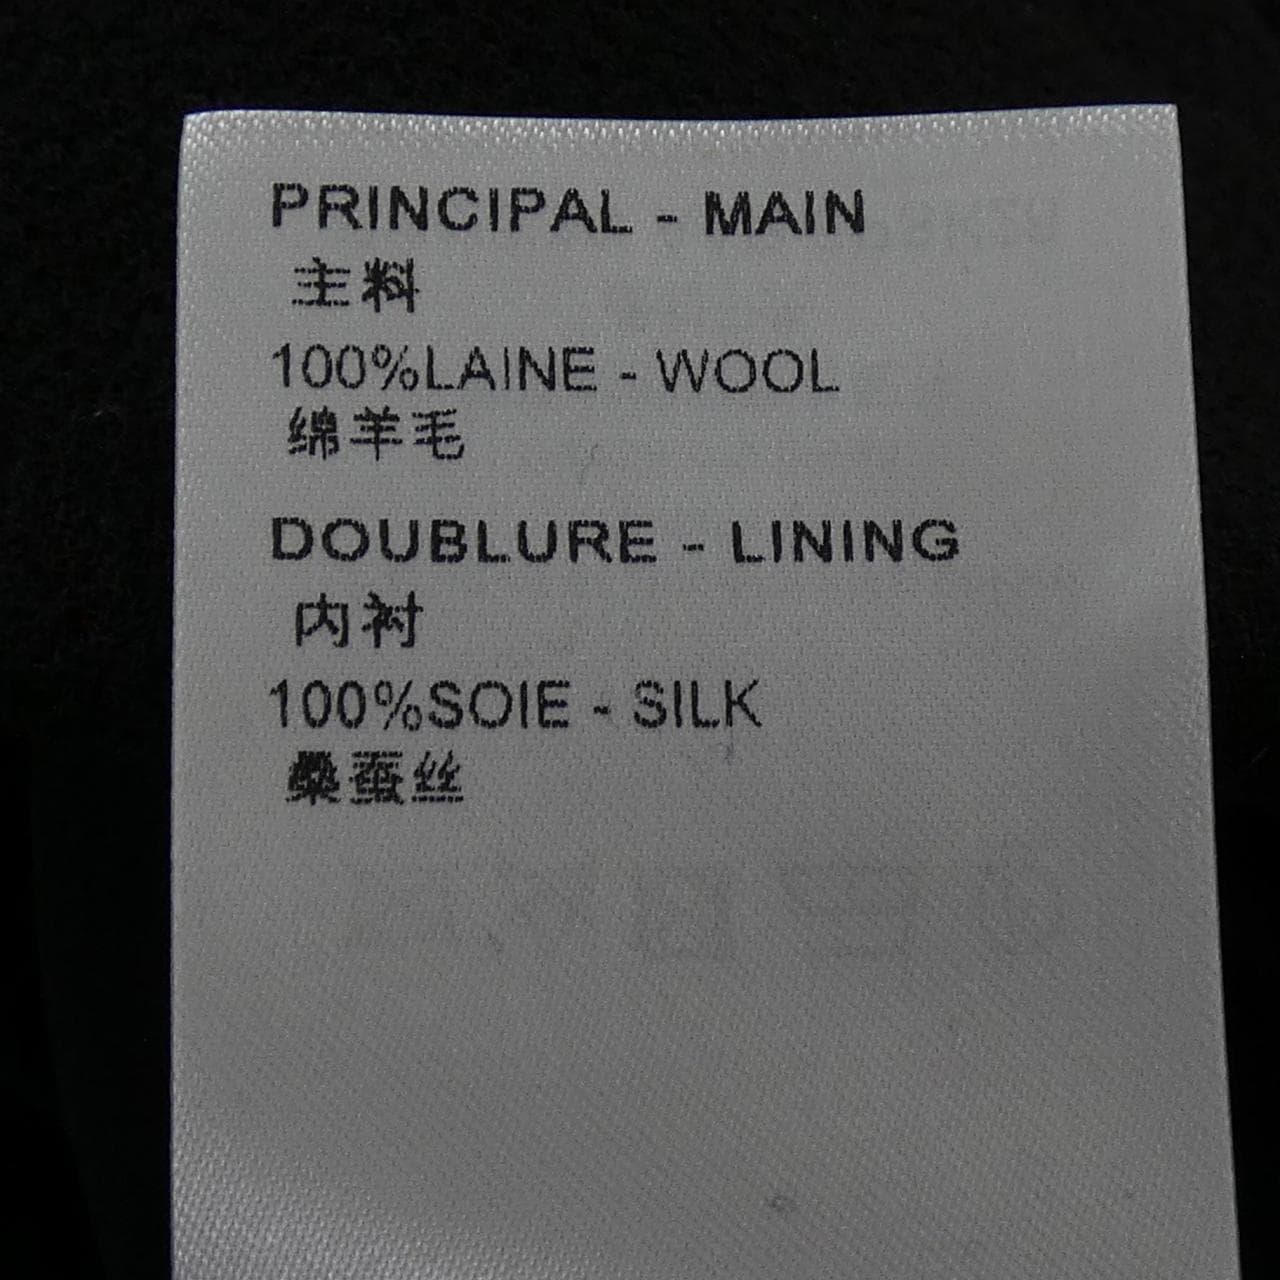 PRINCIPAL - MAIN
主料
100%LAINE - WOOL
绵羊毛
DOUBLURE - LINING
内衬
100%SOIE - SILK
桑蚕丝